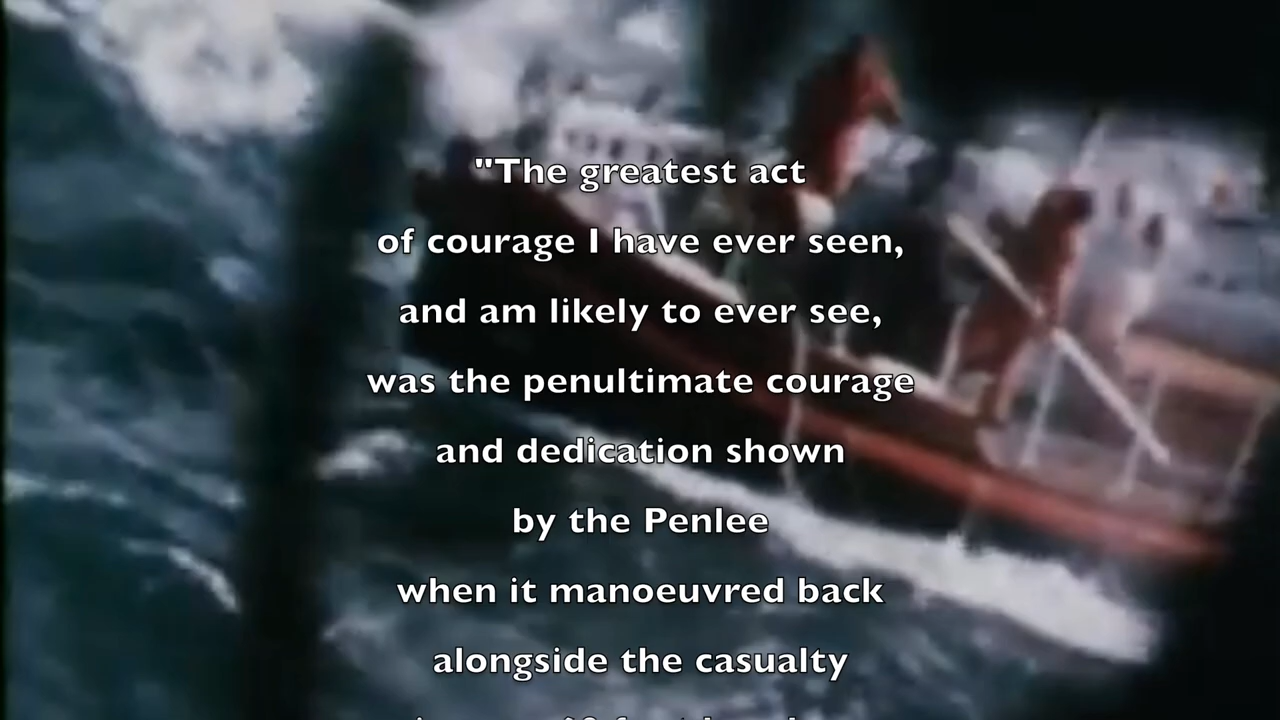 "The greatest act
of courage I have ever seen,
and am likely to ever see,
was the penultimate courage
and dedication shown
by the Penlee
when it manoeuvred back
alongside the casualty